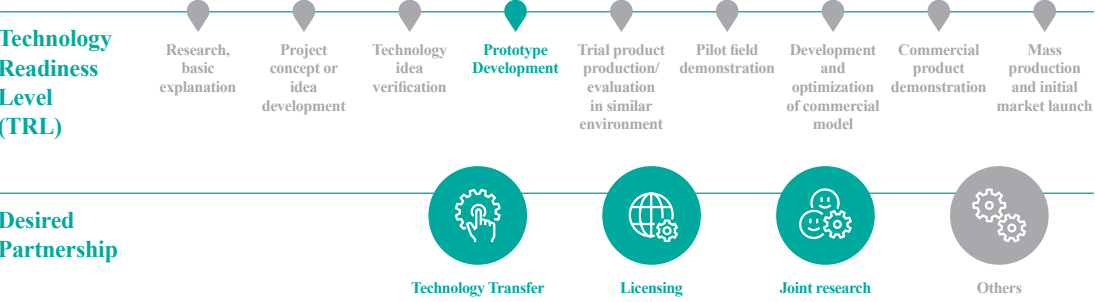 Technology
Readiness
Level
(TRL)
Research,
basic
explanation
Project
concept or
idea
development
Technology
idea
verification
Prototype
Development
Trial product
production/
evaluation
in similar
environment
Pilot field
demonstration
Development
and
optimization
of commercial
model
Commercial
product
demonstration
Mass
production
and initial
market launch
Desired
Partnership
Technology Transfer
Licensing
Joint research
Others